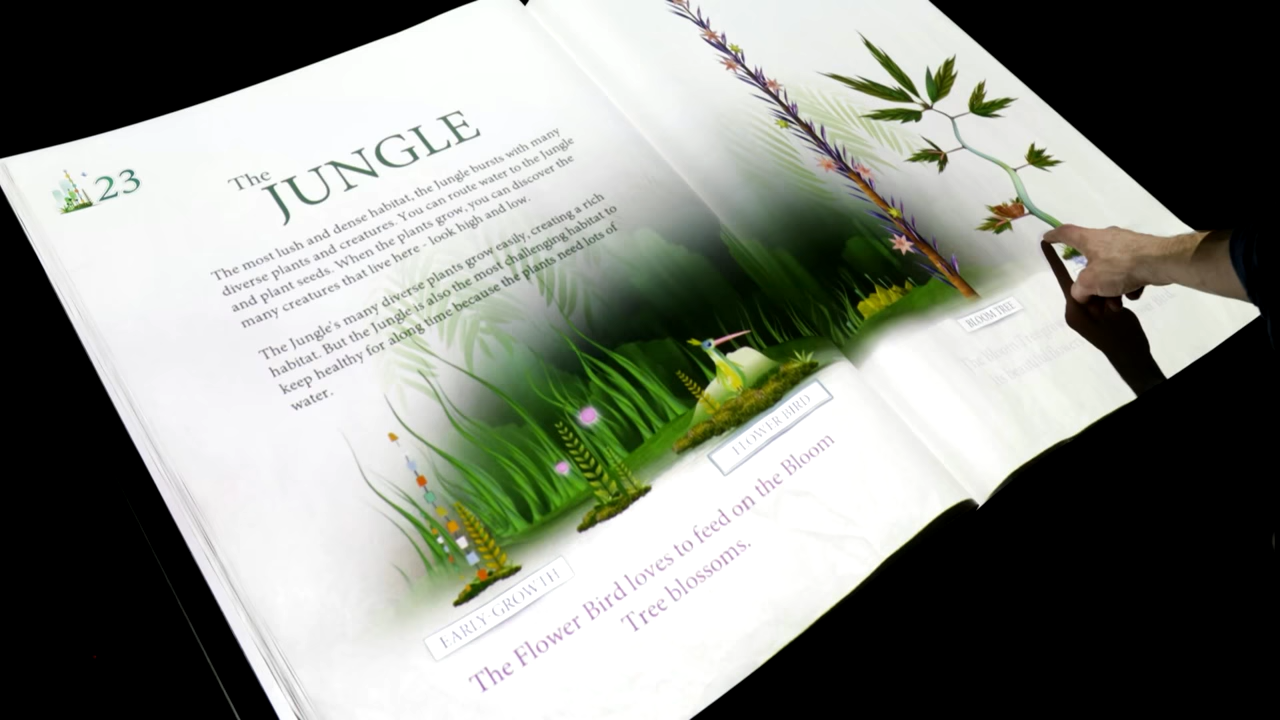 23
The
JUNGLE
The most lush and dense habitat, the Jungle bursts with many
diverse plants and creatures. You can route water to the Jungle
and plant seeds. When the plants grow, you can discover the
many creatures that live here - look high and low.
The Jungle's many diverse plants grow easily, creating a rich
habitat. But the Jungle is also the most challenging habitat to
keep healthy for along time because the plants need lots of
water.
BLOOM TREE
FLOWER BIRD
EARLY GROWTH
The Flower Bird loves to feed on the Bloom
Tree blossoms.